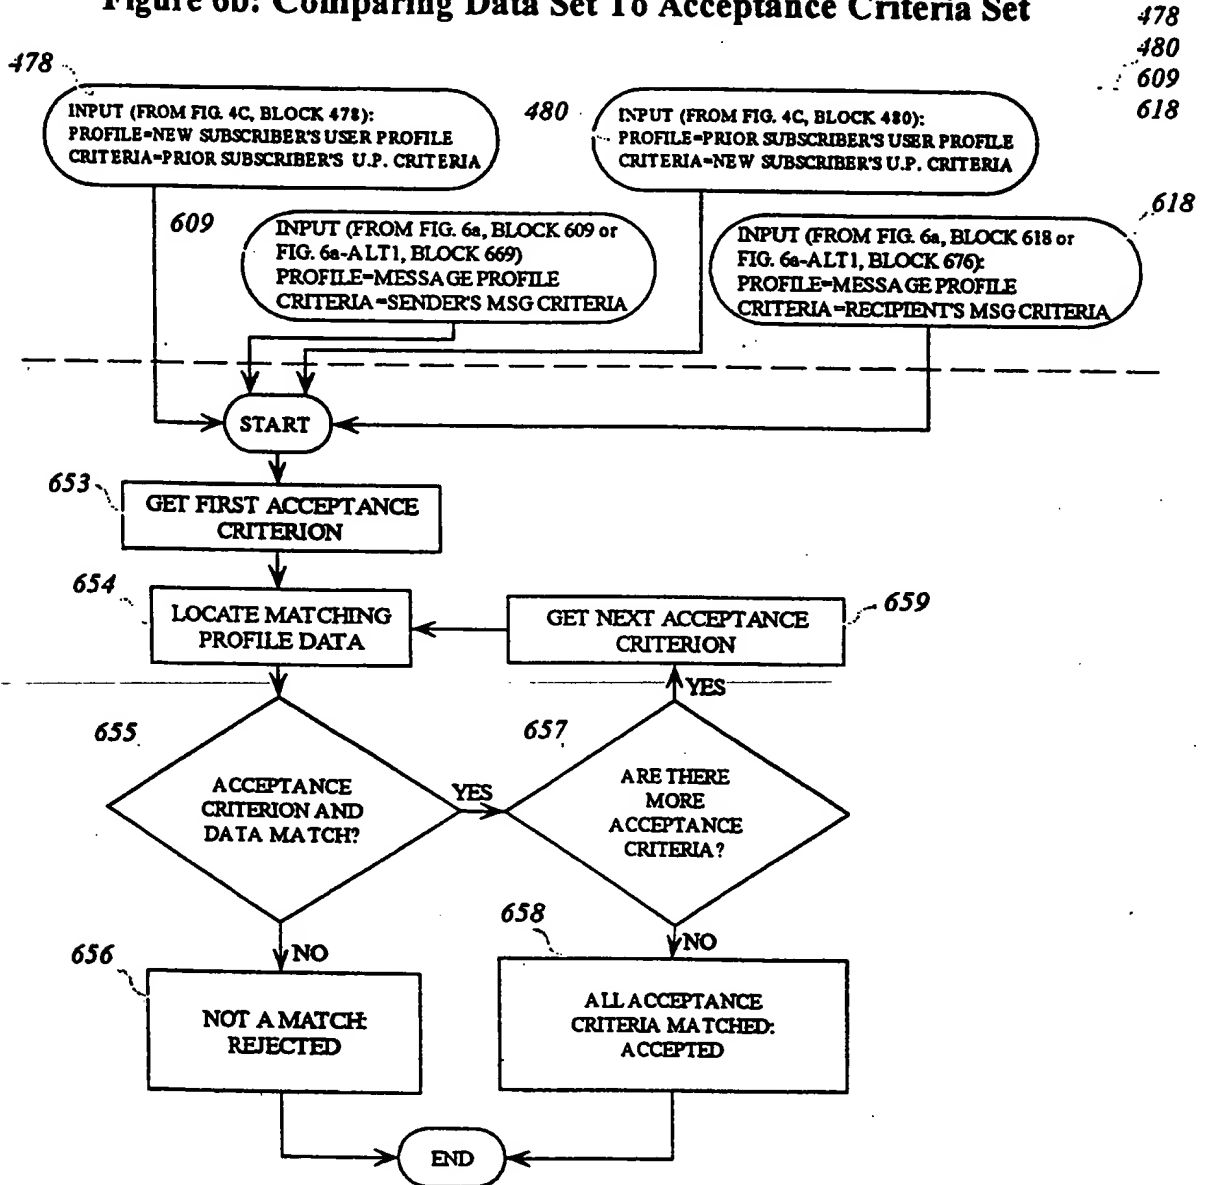 Figure 6b: Comparing Data Set To Acceptance Criteria Set
478
480
609
618
478
INPUT (FROM FIG. 4C, BLOCK 478):
PROFILE=NEW SUBSCRIBER'S USER PROFILE
CRITERIA=PRIOR SUBSCRIBER'S U.P. CRITERIA
480
INPUT (FROM FIG. 4C, BLOCK 480):
PROFILE=PRIOR SUBSCRIBER'S USER PROFILE
CRITERIA=NEW SUBSCRIBER'S U.P. CRITERIA
609
INPUT (FROM FIG. 6a, BLOCK 609 or
FIG. 6a-ALT1, BLOCK 669)
PROFILE=MESSAGE PROFILE
CRITERIA=SENDER'S MSG CRITERIA
618
INPUT (FROM FIG. 6a, BLOCK 618 or
FIG. 6a-ALT1, BLOCK 676):
PROFILE=MESSAGE PROFILE
CRITERIA=RECIPIENT'S MSG CRITERIA
START
653
GET FIRST ACCEPTANCE
CRITERION
654
LOCATE MATCHING
PROFILE DATA
GET NEXT ACCEPTANCE
CRITERION
659
YES
655
ACCEPTANCE
CRITERION AND
DATA MATCH?
YES
657
ARE THERE
MORE
ACCEPTANCE
CRITERIA?
NO
NO
656
NOT A MATCH:
REJECTED
658
ALL ACCEPTANCE
CRITERIA MATCHED:
ACCEPTED
END